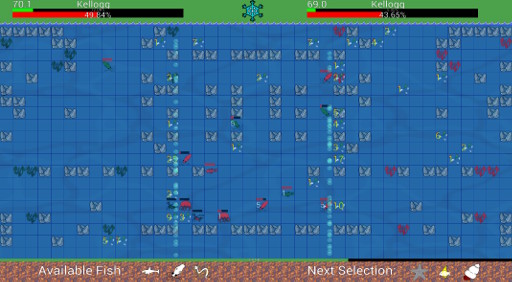 70.1 Kellogg
49.84%
69.0 Kellogg
43.65%
Available Fish:
Next Selection: